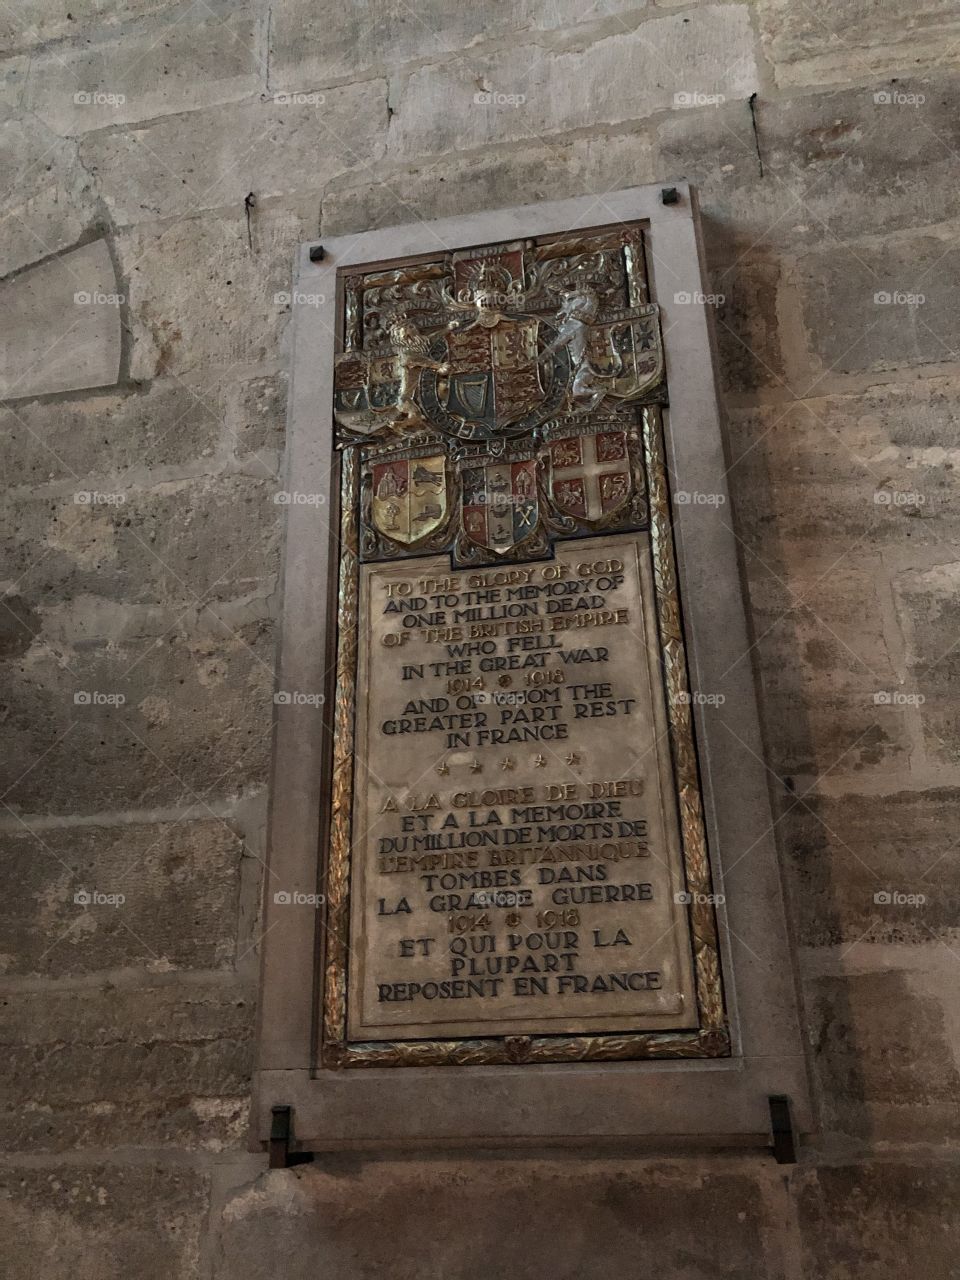 INDIA
TO THE GLORY OF GOD
AND TO THE MEMORY OF
ONE MILLION DEAD
OF THE BRITISH EMPIRE
WHO FELL
IN THE GREAT WAR
1914 1918
AND OF WHOM THE
GREATER PART REST
IN FRANCE
A LA GLOIRE DE DIEU
ET A LA MEMOIRE
DU MILLION DE MORTS DE
L'EMPIRE BRITANNIQUE
TOMBES DANS
LA GRANDE GUERRE
1914 1918
ET QUI POUR LA
PLUPART
REPOSENT EN FRANCE
foap